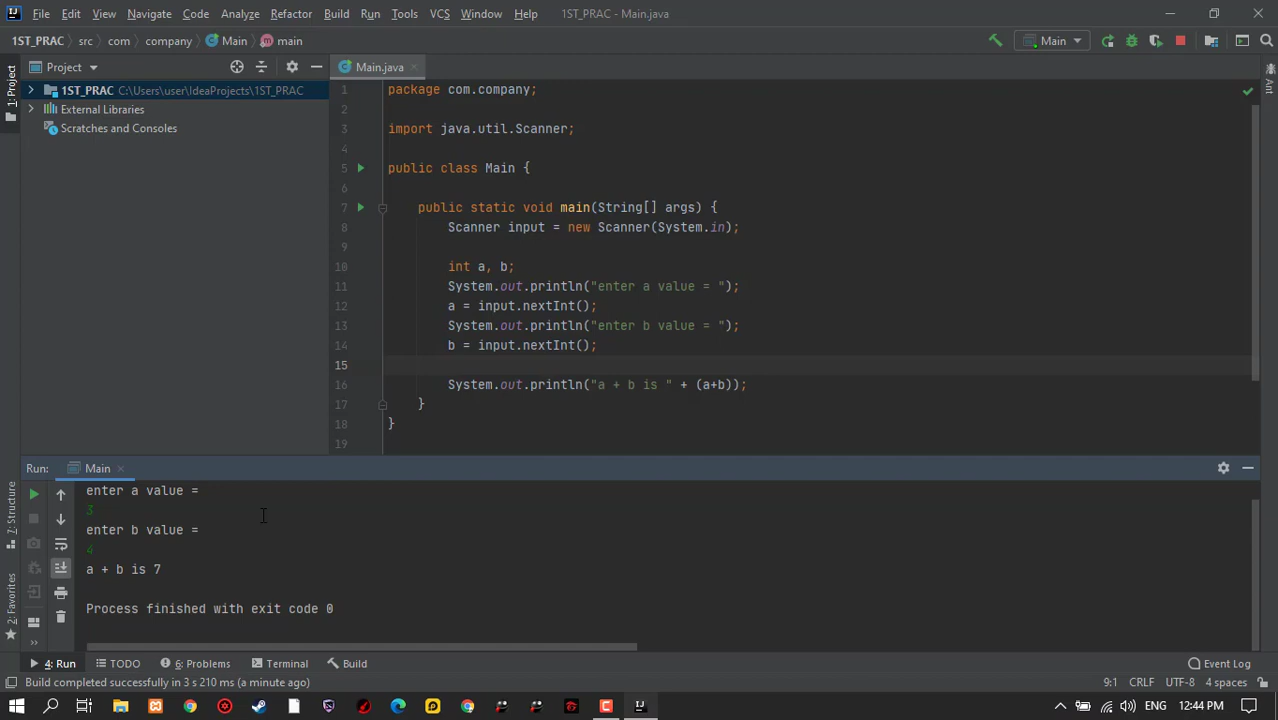 File Edit View Navigate Code Analyze Refactor Build Run Tools VCS Window Help 1ST_PRAC - Main.java
1ST_PRAC src com company Main main Main
Project Main.java
1ST_PRAC C:\Users\user\IdeaProjects\1ST_PRAC
External Libraries
Scratches and Consoles
1: Project
Ant
1 package com.company;
2
3 import java.util.Scanner;
4
5 public class Main {
6
7 public static void main(String[] args) {
8 Scanner input = new Scanner(System.in);
9
10 int a, b;
11 System.out.println("enter a value = ");
12 a = input.nextInt();
13 System.out.println("enter b value = ");
14 b = input.nextInt();
15
16 System.out.println("a + b is " + (a+b));
17 }
18 }
19
Run: Main
7: Structure
2: Favorites
enter a value =
3
enter b value =
4
a + b is 7
Process finished with exit code 0
4: Run TODO 6: Problems Terminal Build Event Log
Build completed successfully in 3 s 210 ms (a minute ago) 9:1 CRLF UTF-8 4 spaces
ENG 12:44 PM